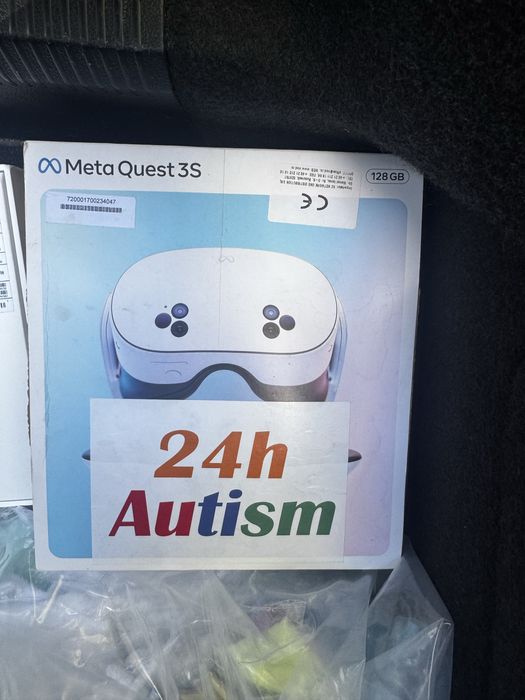 Meta Quest 3S
128 GB
720001700234047
CE
24h
Autism